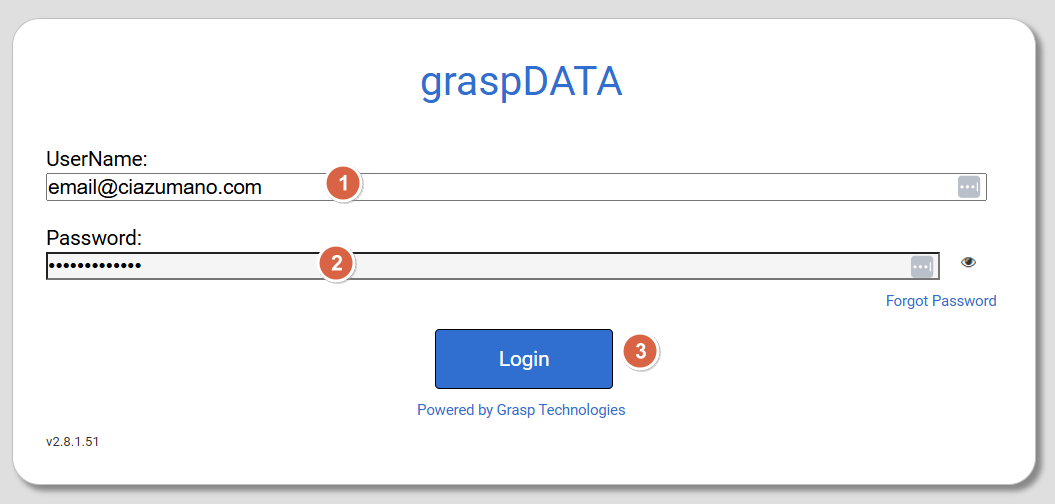 graspDATA
UserName:
email@ciazumano.com 1
Password:
••••••••••••• 2
Forgot Password
Login 3
Powered by Grasp Technologies
v2.8.1.51